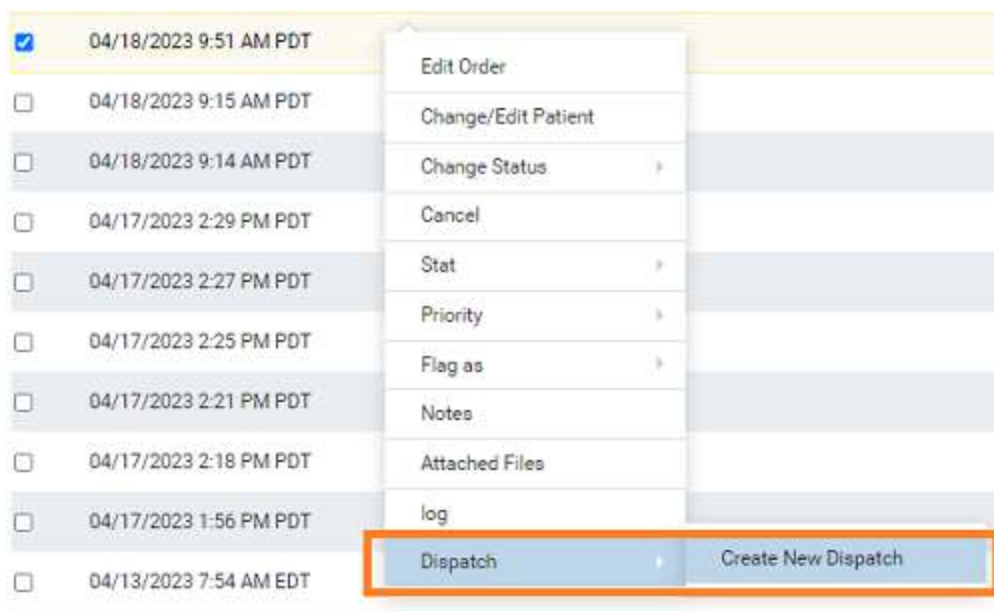 04/18/2023 9:51 AM PDT
04/18/2023 9:15 AM PDT
04/18/2023 9:14 AM PDT
04/17/2023 2:29 PM PDT
04/17/2023 2:27 PM PDT
04/17/2023 2:25 PM PDT
04/17/2023 2:21 PM PDT
04/17/2023 2:18 PM PDT
04/17/2023 1:56 PM PDT
04/13/2023 7:54 AM EDT
Edit Order
Change/Edit Patient
Change Status
Cancel
Stat
Priority
Flag as
Notes
Attached Files
log
Dispatch
Create New Dispatch